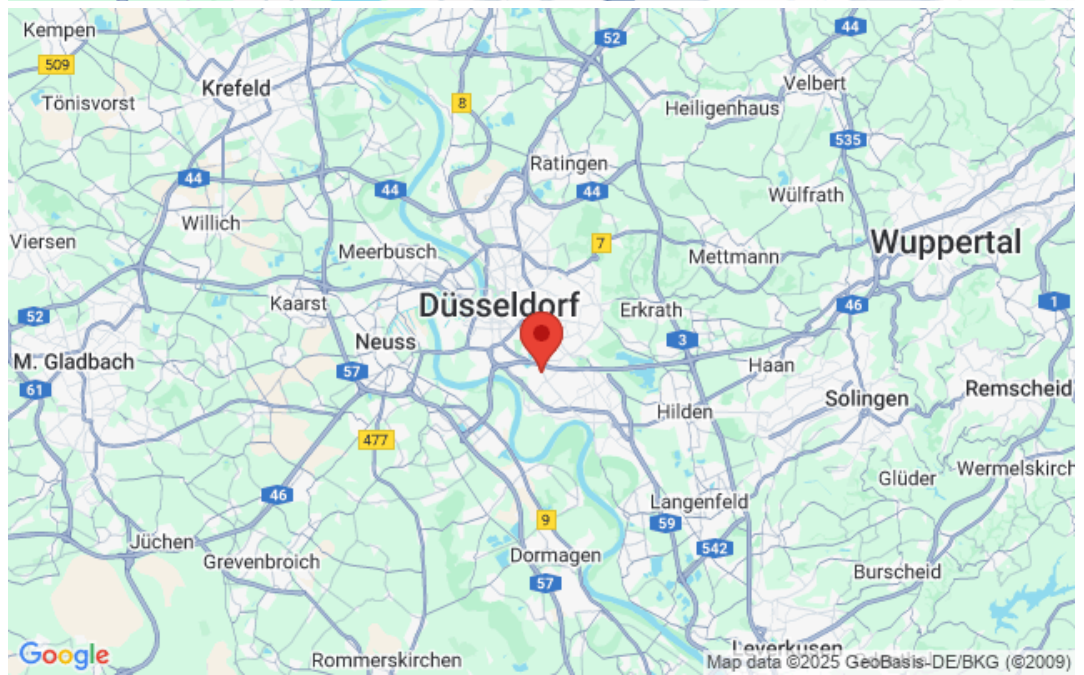 Kempen
52
44
509
Krefeld
Velbert
Tönisvorst
8
Heiligenhaus
535
Ratingen
44
44
44
Willich
Wülfrath
Viersen
Meerbusch
7
Mettmann
Wuppertal
Kaarst
Düsseldorf
Erkrath
46
1
52
Neuss
3
M. Gladbach
57
Haan
61
Hilden
Solingen
Remscheid
477
Glüder
Wermelskirch
46
Langenfeld
9
59
Jüchen
542
Grevenbroich
Dormagen
57
Burscheid
Google
Rommerskirchen
Leverkusen
Map data ©2025 GeoBasis-DE/BKG (©2009)